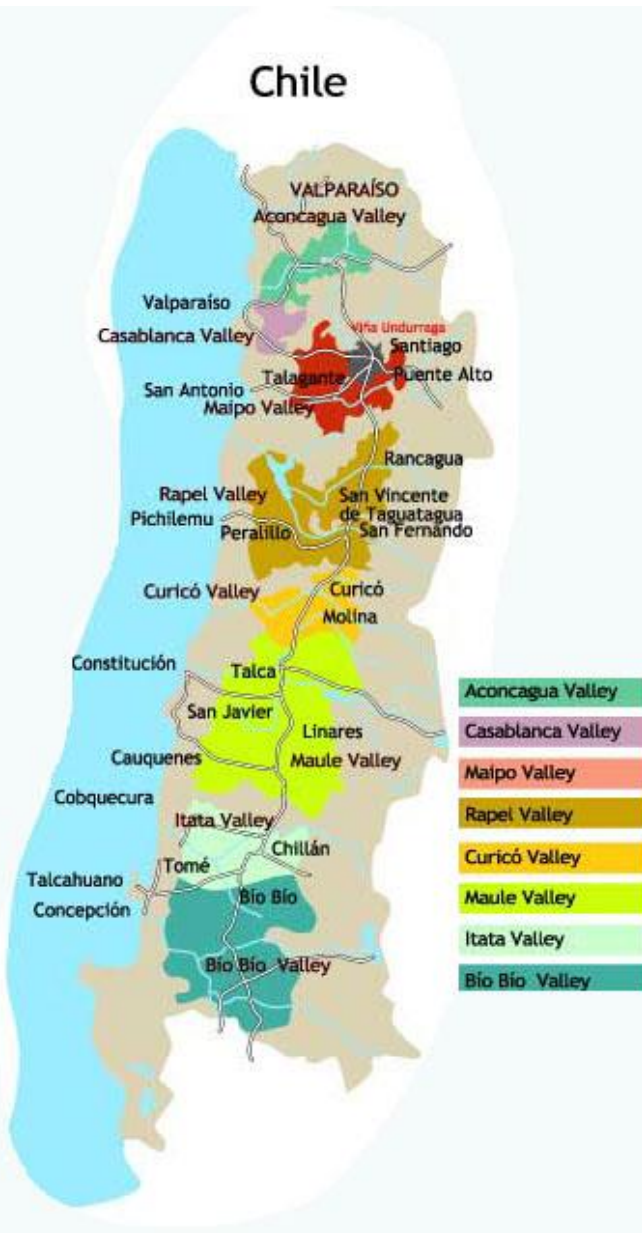 Chile
VALPARAÍSO
Aconcagua Valley
Valparaíso
Casablanca Valley
Viña Undurraga
Santiago
Puente Alto
Talagante
San Antonio
Maipo Valley
Rancagua
Rapel Valley
San Vincente
de Taguatagua
Pichilemu
Peralillo
San Fernándo
Curicó Valley
Curicó
Molina
Constitución
Talca
San Javier
Linares
Cauquenes
Maule Valley
Cobquecura
Itata Valley
Chillán
Tomé
Talcahuano
Concepción
Bío Bío
Bío Bío Valley
Aconcagua Valley
Casablanca Valley
Maipo Valley
Rapel Valley
Curicó Valley
Maule Valley
Itata Valley
Bío Bío Valley